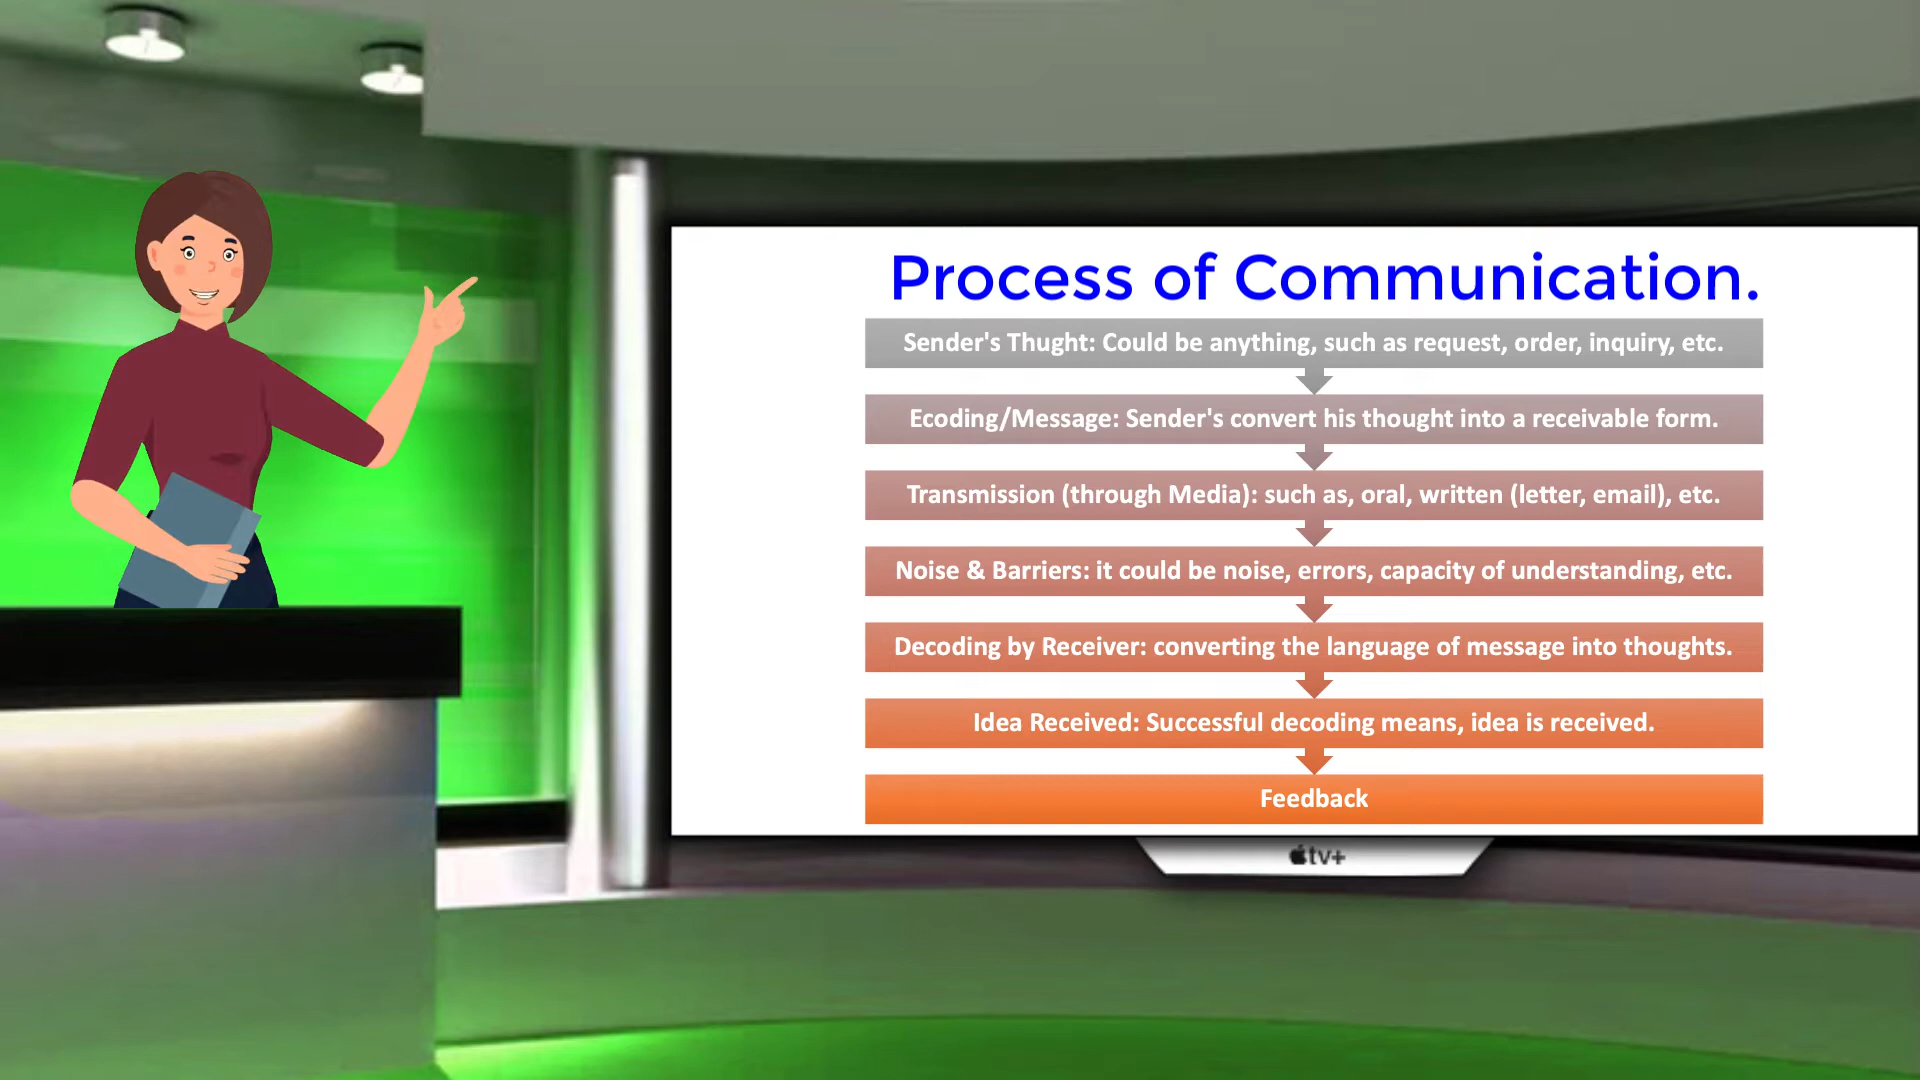 Process of Communication.
Sender's Thught: Could be anything, such as request, order, inquiry, etc.
Ecoding/Message: Sender's convert his thought into a receivable form.
Transmission (through Media): such as, oral, written (letter, email), etc.
Noise & Barriers: it could be noise, errors, capacity of understanding, etc.
Decoding by Receiver: converting the language of message into thoughts.
Idea Received: Successful decoding means, idea is received.
Feedback
tv+